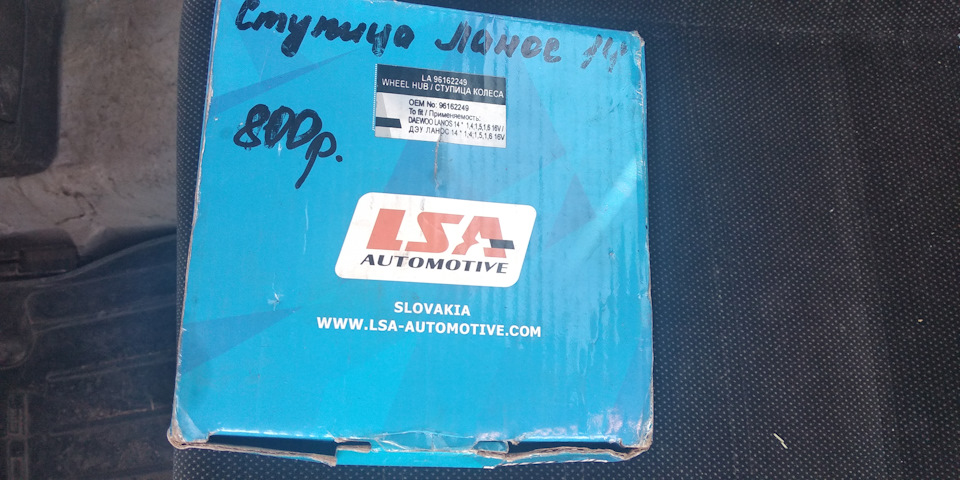 Ступица Ланос 14
LA 96162249
WHEEL HUB / СТУПИЦА КОЛЕСА
OEM No: 96162249
To fit / Применяемость:
DAEWOO LANOS 14 * 1,4;1,5,1,6 16V /
ДЭУ ЛАНОС 14 * 1,4;1,5,1,6 16V
800р.
LSA
AUTOMOTIVE
SLOVAKIA
WWW.LSA-AUTOMOTIVE.COM